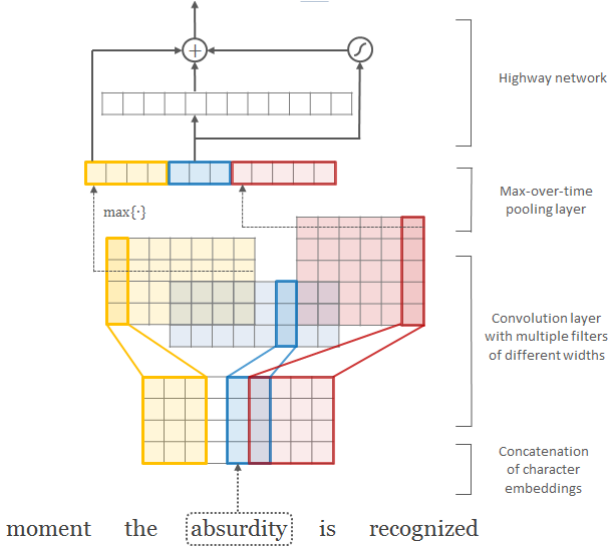 Highway network
Max-over-time
pooling layer
max{·}
Convolution layer
with multiple filters
of different widths
Concatenation
of character
embeddings
moment the absurdity is recognized